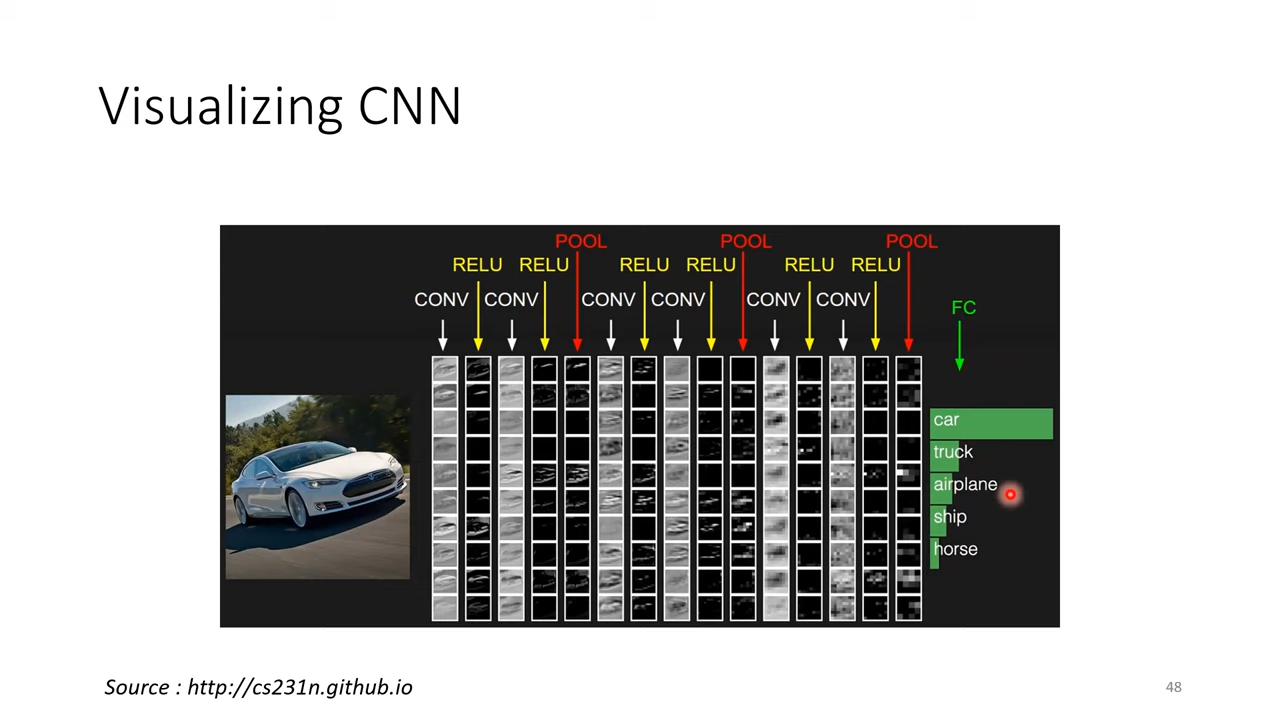 Visualizing CNN
POOL POOL POOL
RELU RELU RELU RELU RELU RELU
CONV CONV CONV CONV CONV CONV
FC
car
truck
airplane
ship
horse
Source : http://cs231n.github.io
48